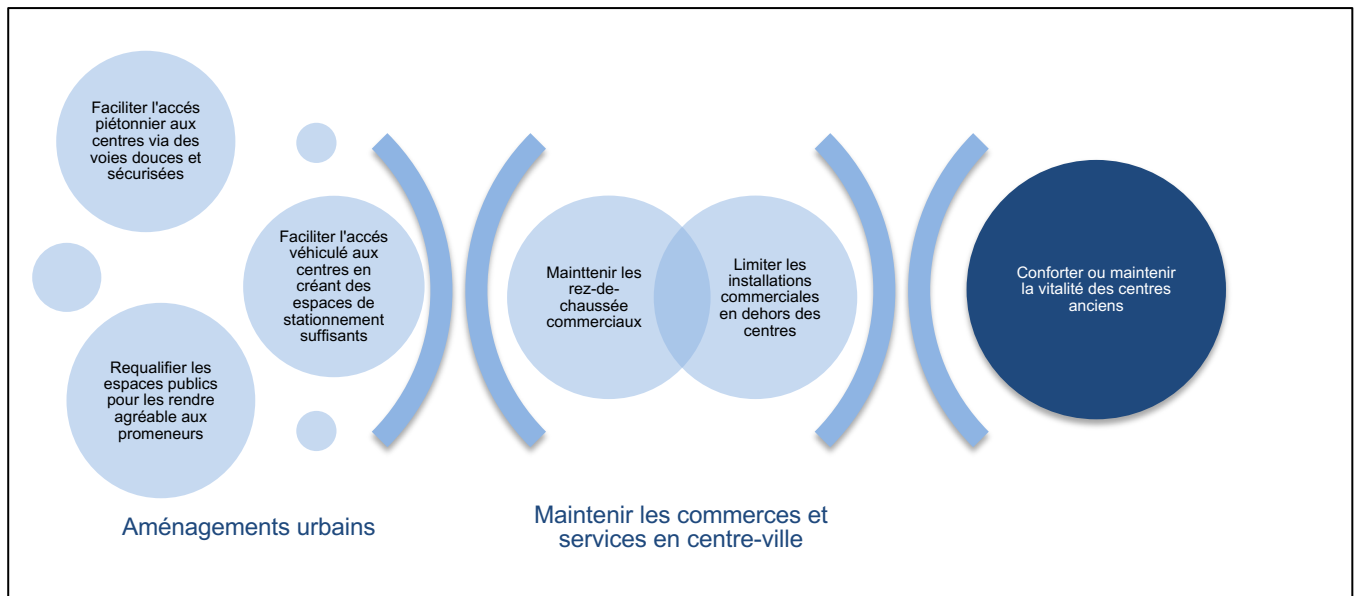 Faciliter l'accés
piétonnier aux
centres via des
voies douces et
sécurisées
Faciliter l'accés
véhiculé aux
centres en
créant des
espaces de
stationnement
suffisants
Requalifier les
espaces publics
pour les rendre
agréable aux
promeneurs
Aménagements urbains
Mainttenir les
rez-de-
chaussée
commerciaux
Limiter les
installations
commerciales
en dehors des
centres
Maintenir les commerces et
services en centre-ville
Conforter ou maintenir
la vitalité des centres
anciens